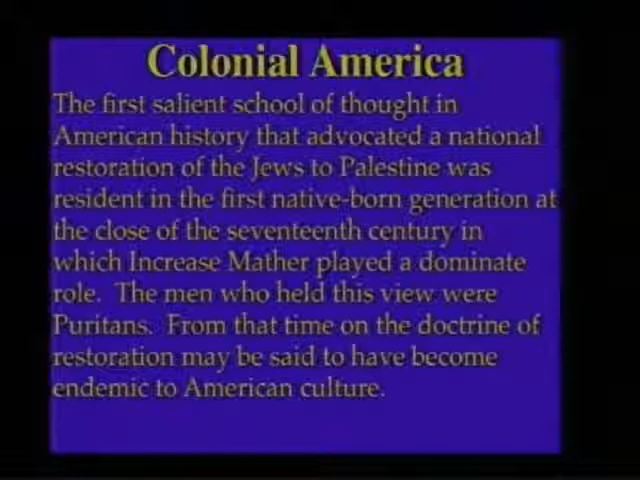 Colonial America
The first salient school of thought in
American history that advocated a national
restoration of the Jews to Palestine was
resident in the first native-born generation at
the close of the seventeenth century in
which Increase Mather played a dominate
role.  The men who held this view were
Puritans.  From that time on the doctrine of
restoration may be said to have become
endemic to American culture.